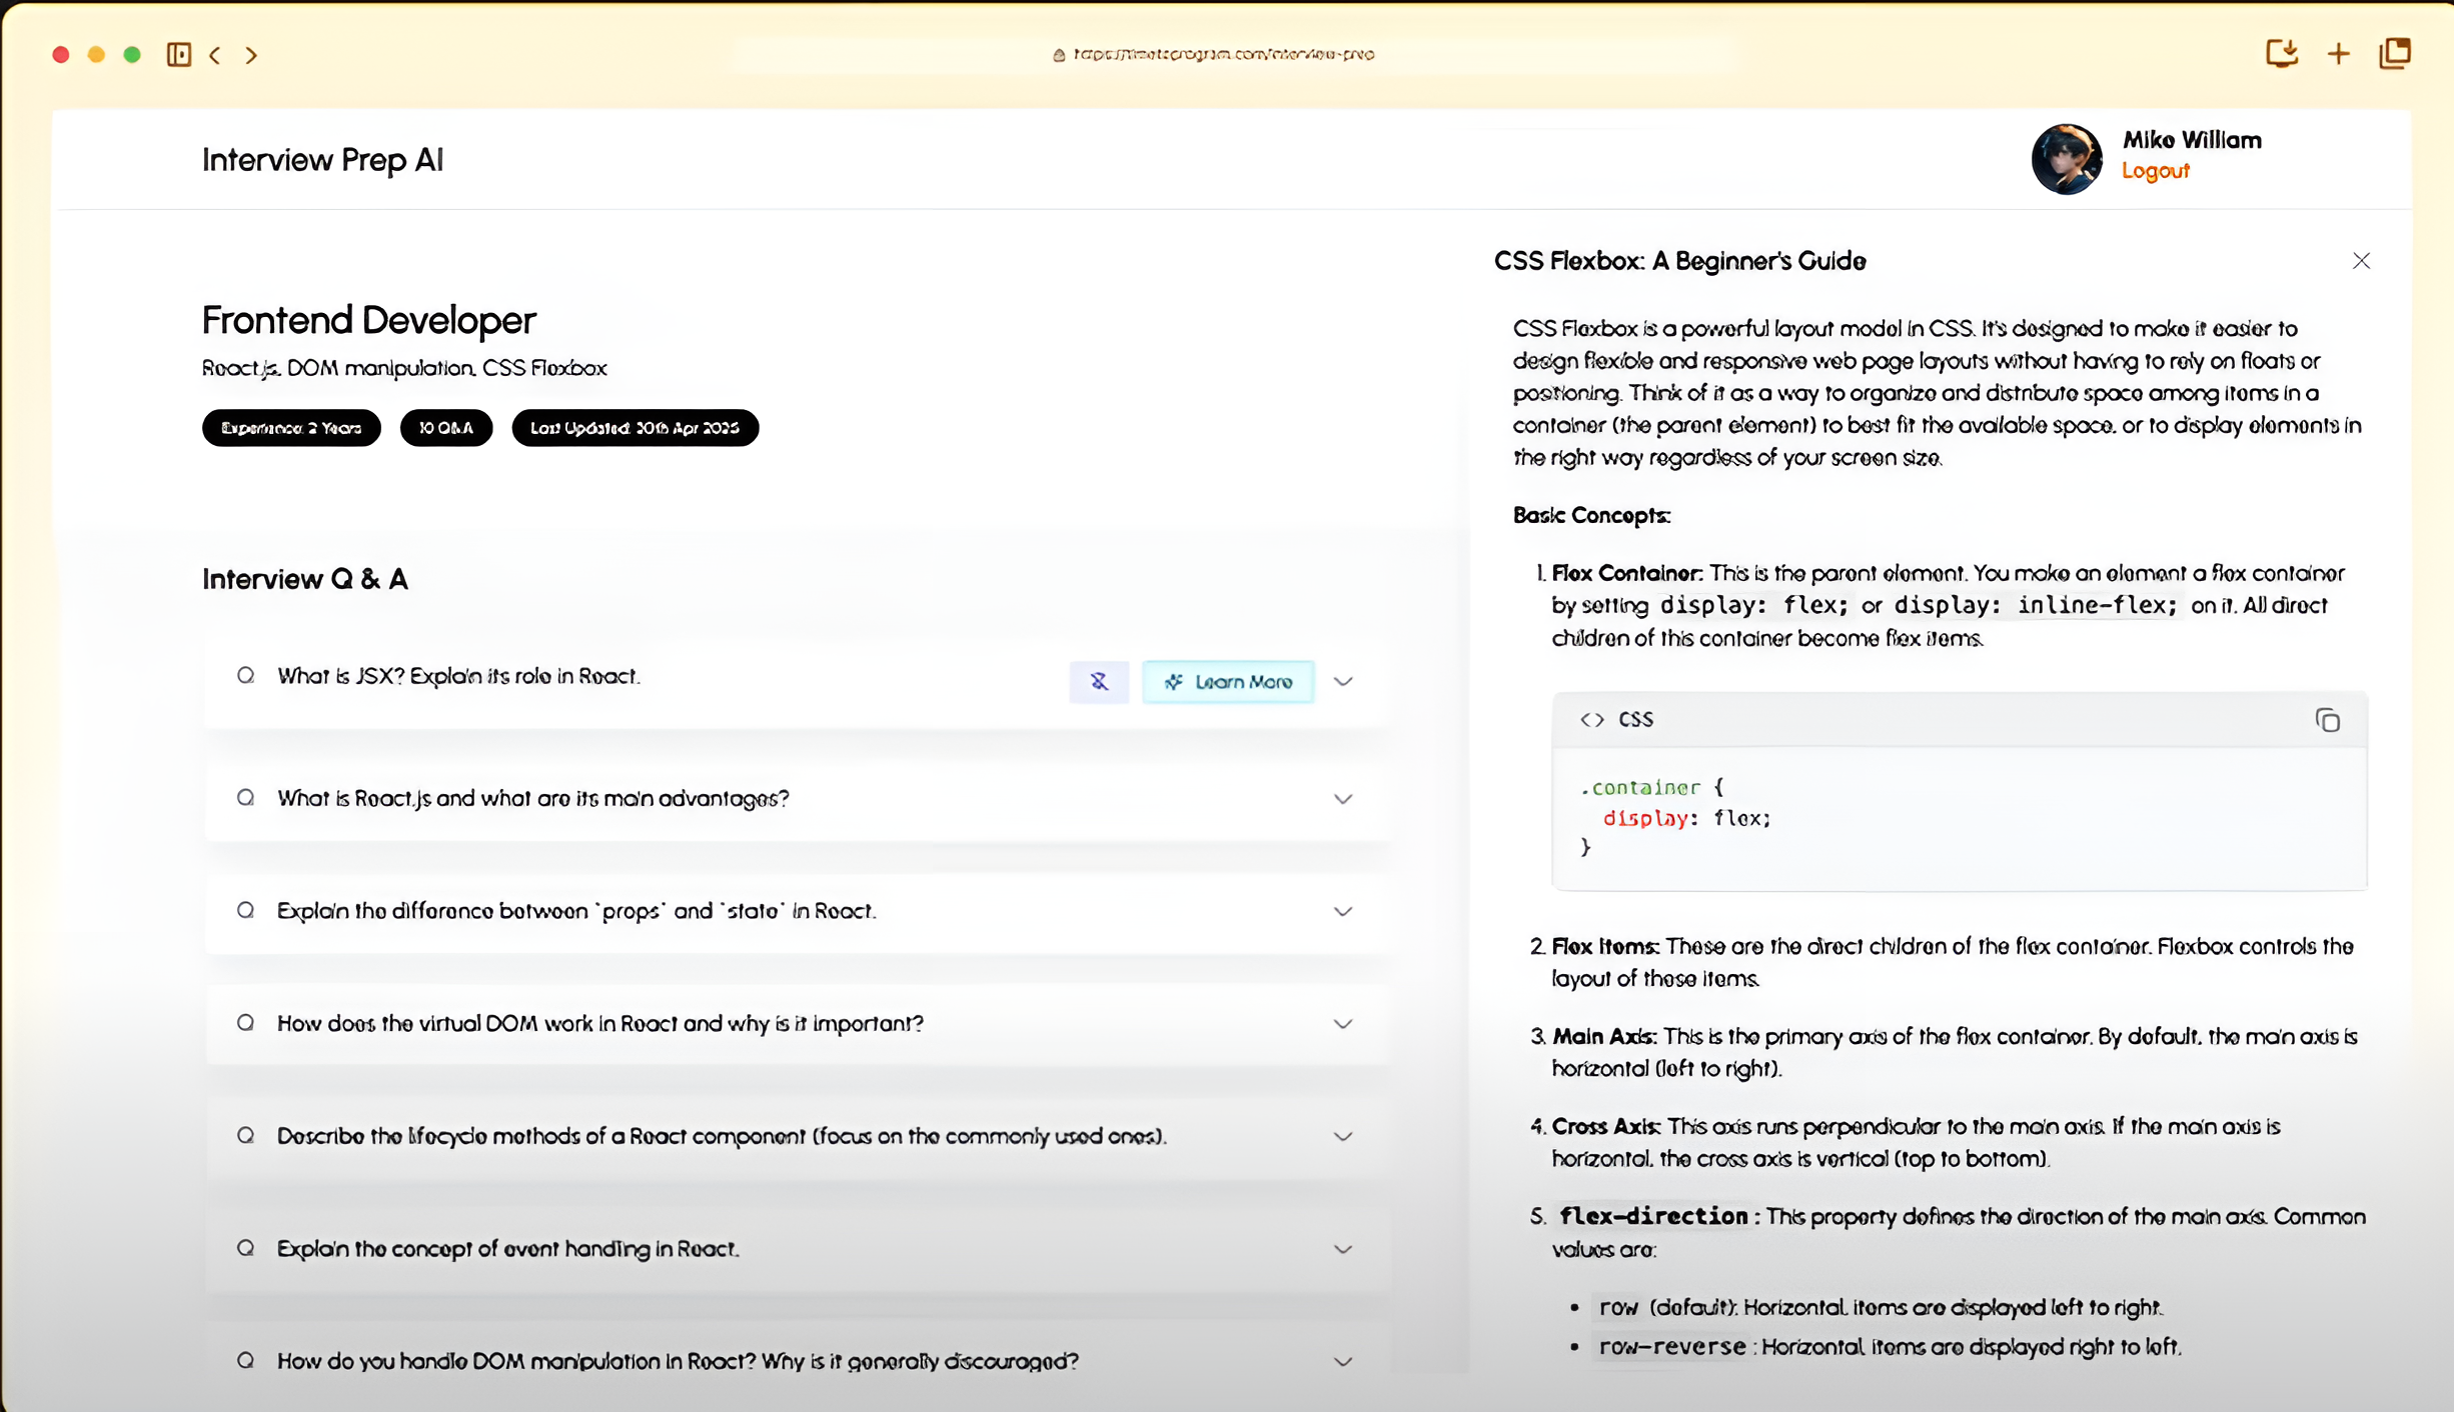 Interview Prep AI
Mike William
Logout
Frontend Developer
React.js, DOM manipulation, CSS Flexbox
Experience: 2 Years
10 Q&A
Last Updated: 30th Apr 2025
Interview Q & A
Q What is JSX? Explain its role in React.
Learn More
Q What is React.js and what are its main advantages?
Q Explain the difference between `props` and `state` in React.
Q How does the virtual DOM work in React and why is it important?
Q Describe the lifecycle methods of a React component (focus on the commonly used ones).
Q Explain the concept of event handling in React.
Q How do you handle DOM manipulation in React? Why is it generally discouraged?
CSS Flexbox: A Beginner's Guide
CSS Flexbox is a powerful layout model in CSS. It's designed to make it easier to
design flexible and responsive web page layouts without having to rely on floats or
positioning. Think of it as a way to organize and distribute space among items in a
container (the parent element) to best fit the available space, or to display elements in
the right way regardless of your screen size.
Basic Concepts:
1. Flex Container: This is the parent element. You make an element a flex container
by setting display: flex; or display: inline-flex; on it. All direct
children of this container become flex items.
<> CSS
.container {
display: flex;
}
2. Flex Items: These are the direct children of the flex container. Flexbox controls the
layout of these items.
3. Main Axis: This is the primary axis of the flex container. By default, the main axis is
horizontal (left to right).
4. Cross Axis: This axis runs perpendicular to the main axis. If the main axis is
horizontal, the cross axis is vertical (top to bottom).
5. flex-direction : This property defines the direction of the main axis. Common
values are:
• row (default): Horizontal, items are displayed left to right.
• row-reverse : Horizontal, items are displayed right to left.